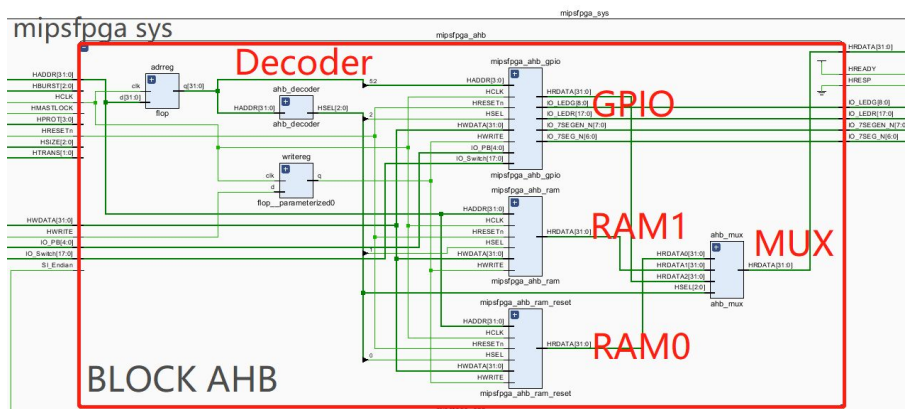 mipsfpga_sys
mipsfpga sys
mipsfpga_ahb
Decoder
HADDR[31:0]
HBURST[2:0]
HCLK
HMASTLOCK
HPROT[3:0]
HRESETn
HSIZE[2:0]
HTRANS[1:0]
HWDATA[31:0]
HWRITE
IO_PB[4:0]
IO_Switch[17:0]
SI_Endian
adrreg
clk
d[31:0]
q[31:0]
flop
ahb_decoder
HADDR[31:0]
HSEL[2:0]
ahb_decoder
writereg
clk
d
q
flop__parameterized0
5:2
2
1
0
mipsfpga_ahb_gpio
HADDR[3:0]
HCLK
HRESETn
HSEL
HWDATA[31:0]
HWRITE
IO_PB[4:0]
IO_Switch[17:0]
HRDATA[31:0]
IO_LEDG[8:0]
IO_LEDR[17:0]
IO_7SEGEN_N[7:0]
IO_7SEG_N[6:0]
mipsfpga_ahb_gpio
GPIO
mipsfpga_ahb_ram
HADDR[31:0]
HCLK
HRESETn
HSEL
HWDATA[31:0]
HWRITE
HRDATA[31:0]
mipsfpga_ahb_ram
RAM1
mipsfpga_ahb_ram_reset
HADDR[31:0]
HCLK
HRESETn
HSEL
HWDATA[31:0]
HWRITE
HRDATA[31:0]
mipsfpga_ahb_ram_reset
RAM0
ahb_mux
HRDATA0[31:0]
HRDATA1[31:0]
HRDATA2[31:0]
HSEL[2:0]
HRDATA[31:0]
ahb_mux
MUX
HRDATA[31:0]
HREADY
HRESP
IO_LEDG[8:0]
IO_LEDR[17:0]
IO_7SEGEN_N[7:0]
IO_7SEG_N[6:0]
BLOCK AHB